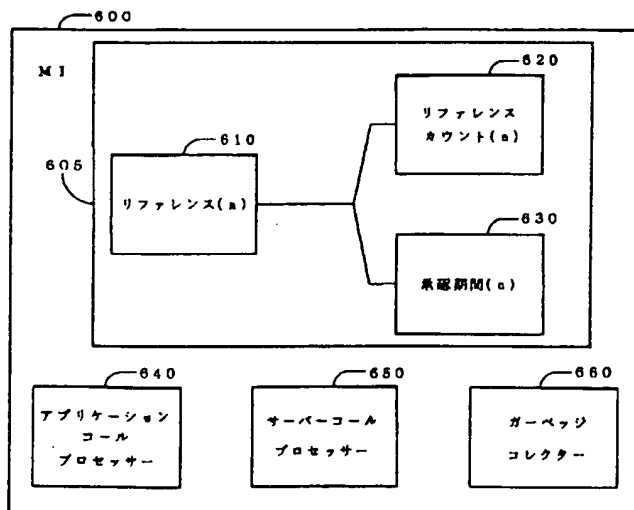 600
MI
605
610
リファレンス(n)
620
リファレンス
カウント(n)
630
承認期間(n)
640
アプリケーション
コール
プロセッサー
650
サーバーコール
プロセッサー
660
ガーベッジ
コレクター